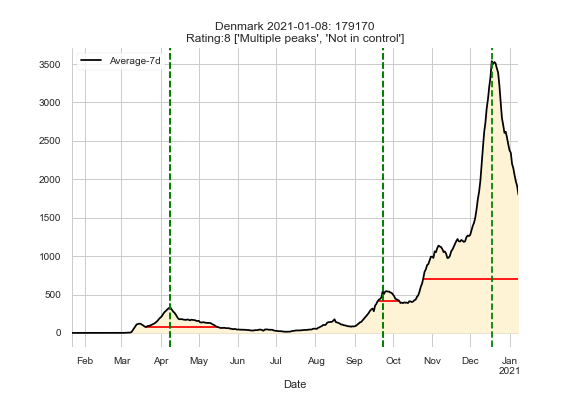 Denmark 2021-01-08: 179170
Rating:8 ['Multiple peaks', 'Not in control']
Average-7d
3500
3000
2500
2000
1500
1000
500
0
Feb Mar Apr May Jun Jul Aug Sep Oct Nov Dec Jan
2021
Date